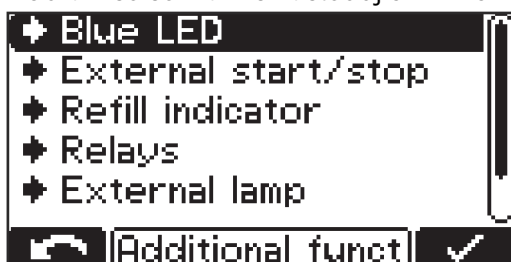 Blue LED
External start/stop
Refill indicator
Relays
External lamp
Additional funct